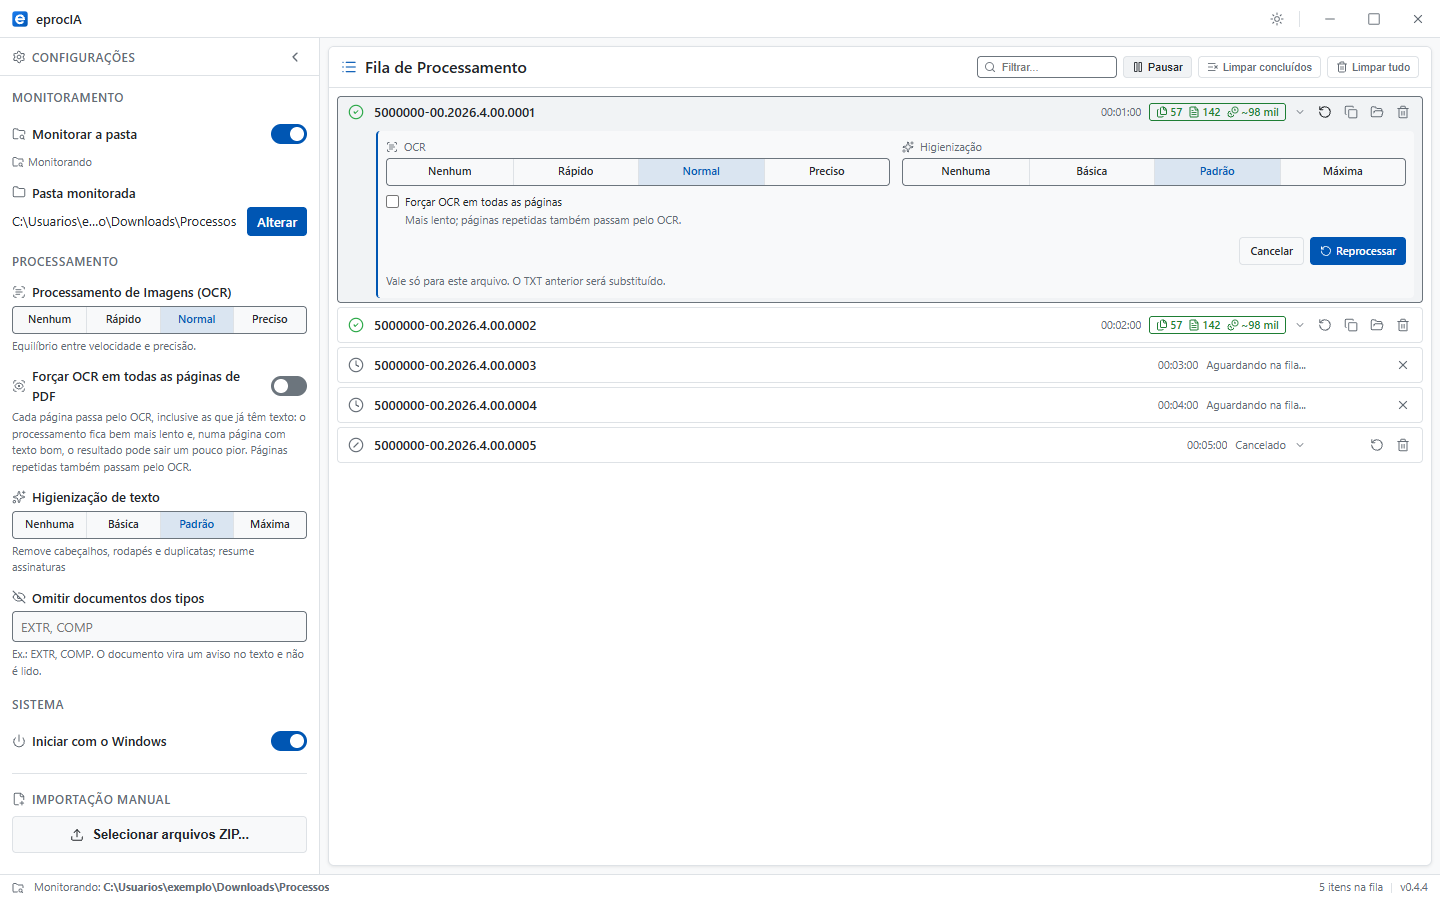 eprocIA
CONFIGURAÇÕES
MONITORAMENTO
Monitorar a pasta
Monitorando
Pasta monitorada
C:\Usuarios\e...o\Downloads\Processos
Alterar
PROCESSAMENTO
Processamento de Imagens (OCR)
Nenhum Rápido Normal Preciso
Equilíbrio entre velocidade e precisão.
Forçar OCR em todas as páginas de
PDF
Cada página passa pelo OCR, inclusive as que já têm texto: o
processamento fica bem mais lento e, numa página com
texto bom, o resultado pode sair um pouco pior. Páginas
repetidas também passam pelo OCR.
Higienização de texto
Nenhuma Básica Padrão Máxima
Remove cabeçalhos, rodapés e duplicatas; resume
assinaturas
Omitir documentos dos tipos
EXTR, COMP
Ex.: EXTR, COMP. O documento vira um aviso no texto e não
é lido.
SISTEMA
Iniciar com o Windows
IMPORTAÇÃO MANUAL
Selecionar arquivos ZIP...
Fila de Processamento
Filtrar...
Pausar
Limpar concluídos
Limpar tudo
5000000-00.2026.4.00.0001 00:01:00 57 142 ~98 mil
OCR
Nenhum Rápido Normal Preciso
Higienização
Nenhuma Básica Padrão Máxima
Forçar OCR em todas as páginas
Mais lento; páginas repetidas também passam pelo OCR.
Cancelar Reprocessar
Vale só para este arquivo. O TXT anterior será substituído.
5000000-00.2026.4.00.0002 00:02:00 57 142 ~98 mil
5000000-00.2026.4.00.0003 00:03:00 Aguardando na fila...
5000000-00.2026.4.00.0004 00:04:00 Aguardando na fila...
5000000-00.2026.4.00.0005 00:05:00 Cancelado
Monitorando: C:\Usuarios\exemplo\Downloads\Processos
5 itens na fila v0.4.4